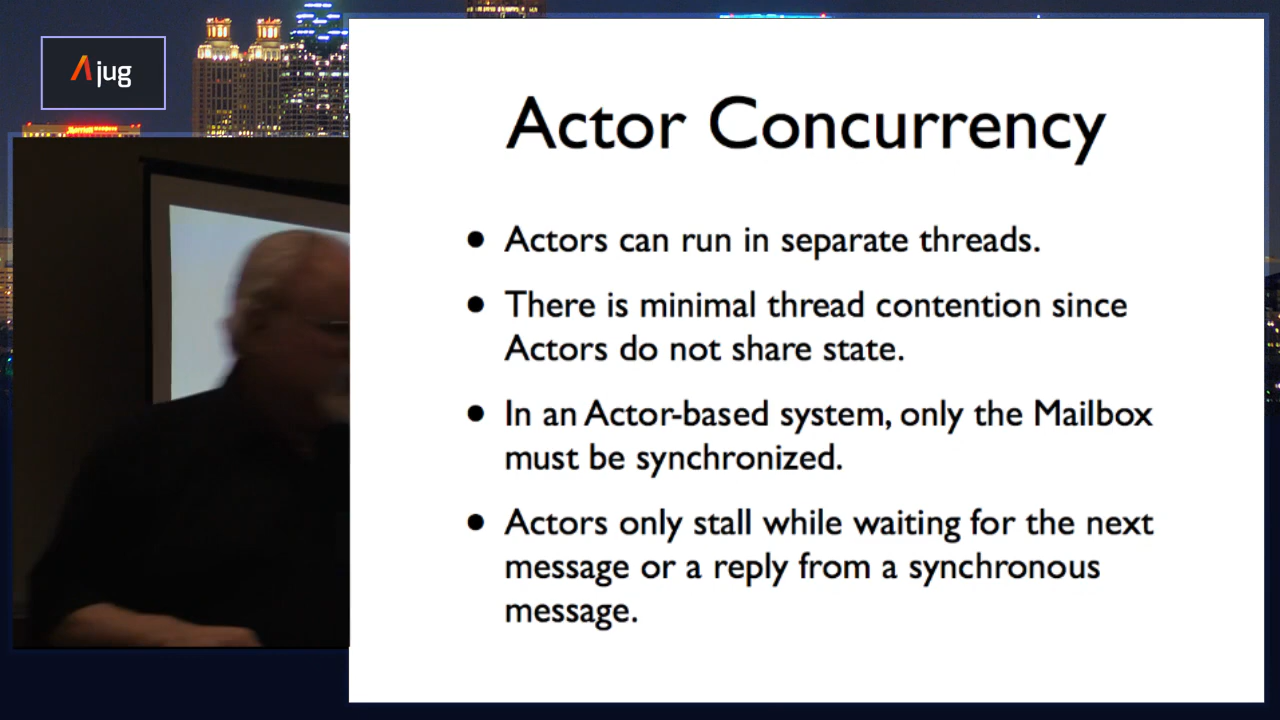 jug
Actor Concurrency
• Actors can run in separate threads.
• There is minimal thread contention since
Actors do not share state.
• In an Actor-based system, only the Mailbox
must be synchronized.
• Actors only stall while waiting for the next
message or a reply from a synchronous
message.